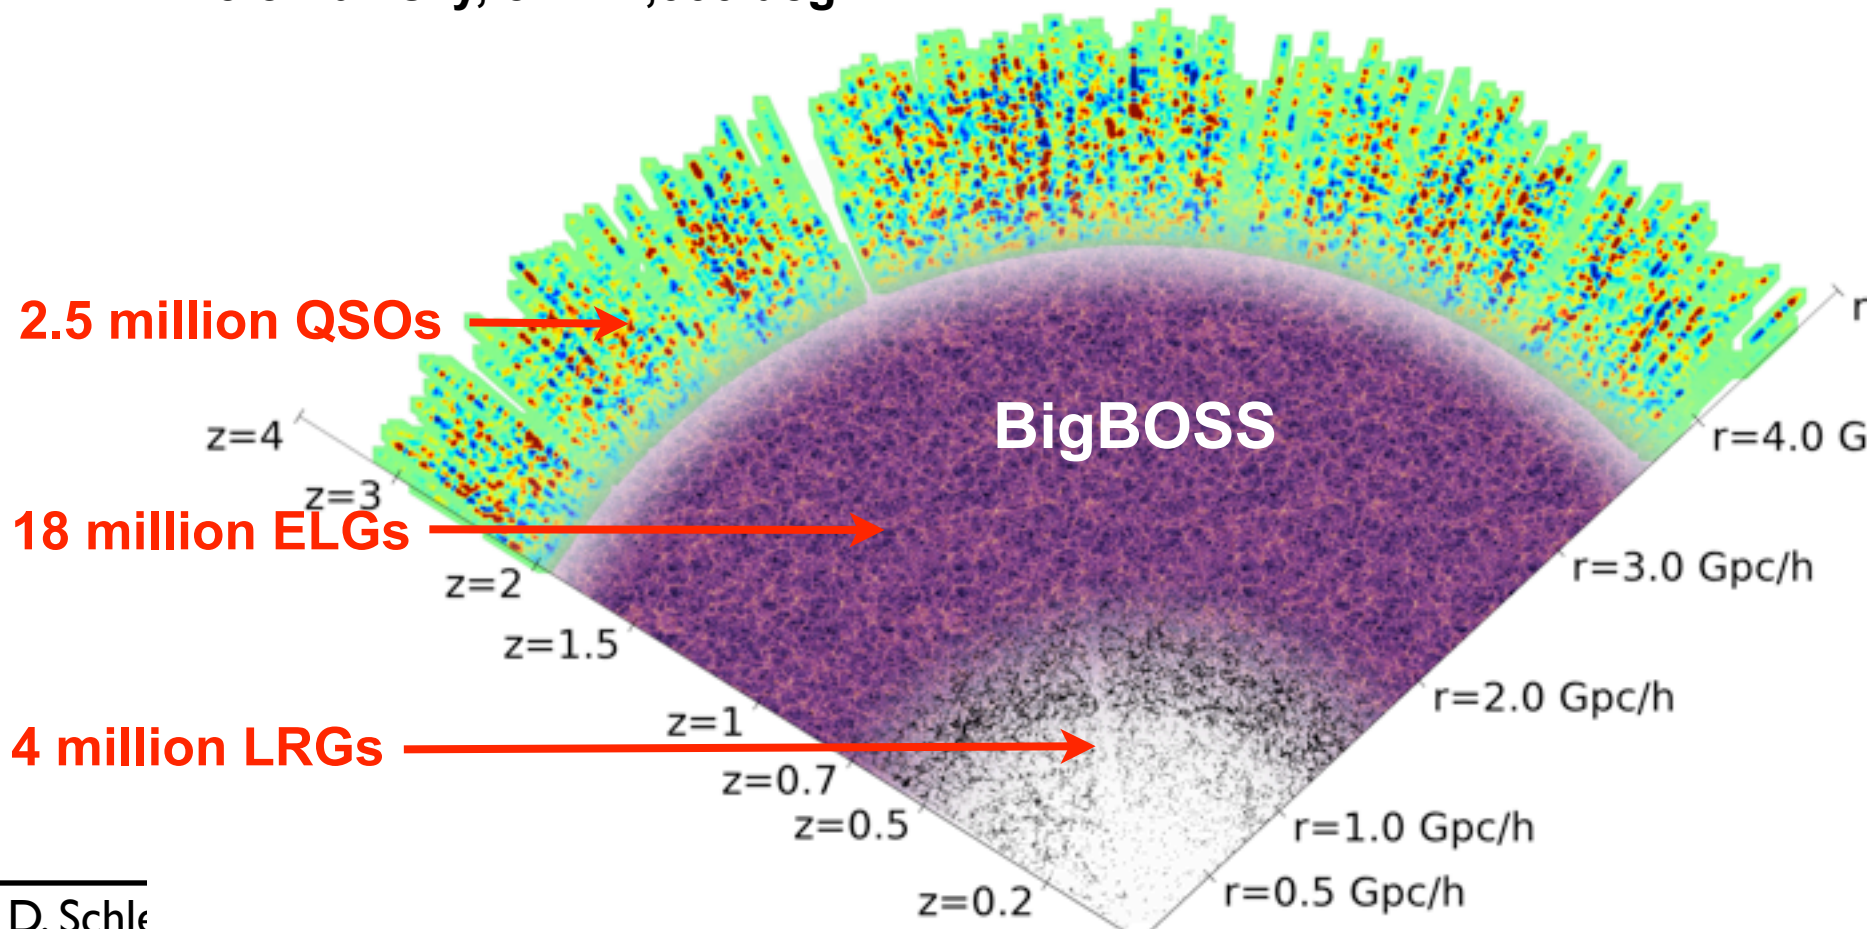 2.5 million QSOs
BigBOSS
z=4
r=4.0 G
z=3
18 million ELGs
r=3.0 Gpc/h
z=2
z=1.5
r=2.0 Gpc/h
z=1
4 million LRGs
z=0.7
z=0.5
r=1.0 Gpc/h
r=0.5 Gpc/h
z=0.2
D. Schle